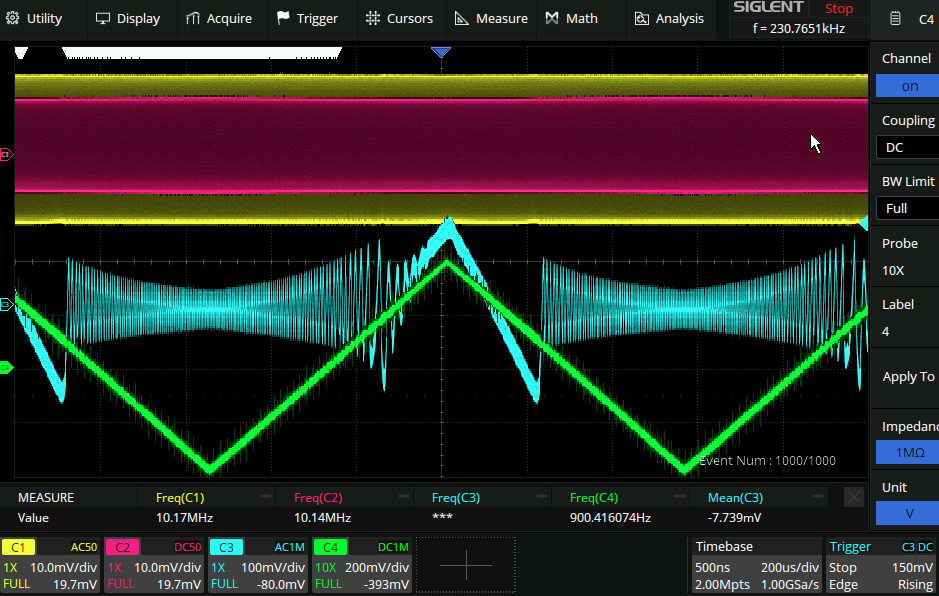 Utility Display Acquire Trigger Cursors Measure Math Analysis SIGLENT Stop C4
f = 230.7651kHz
Channel
on
Coupling
DC
BW Limit
Full
Probe
10X
Label
4
Apply To
Impedanc
1MΩ
Unit
V
C1
C3
C4
Event Num : 1000/1000
MEASURE Freq(C1) Freq(C2) Freq(C3) Freq(C4) Mean(C3)
Value 10.17MHz 10.14MHz *** 900.416074Hz -7.739mV
C1 AC50 C2 DC50 C3 AC1M C4 DC1M Timebase Trigger C3 DC
1X 10.0mV/div 1X 10.0mV/div 1X 100mV/div 10X 200mV/div 500ns 200us/div Stop 150mV
FULL 19.7mV FULL 19.7mV FULL -80.0mV FULL -393mV 2.00Mpts 1.00GSa/s Edge Rising